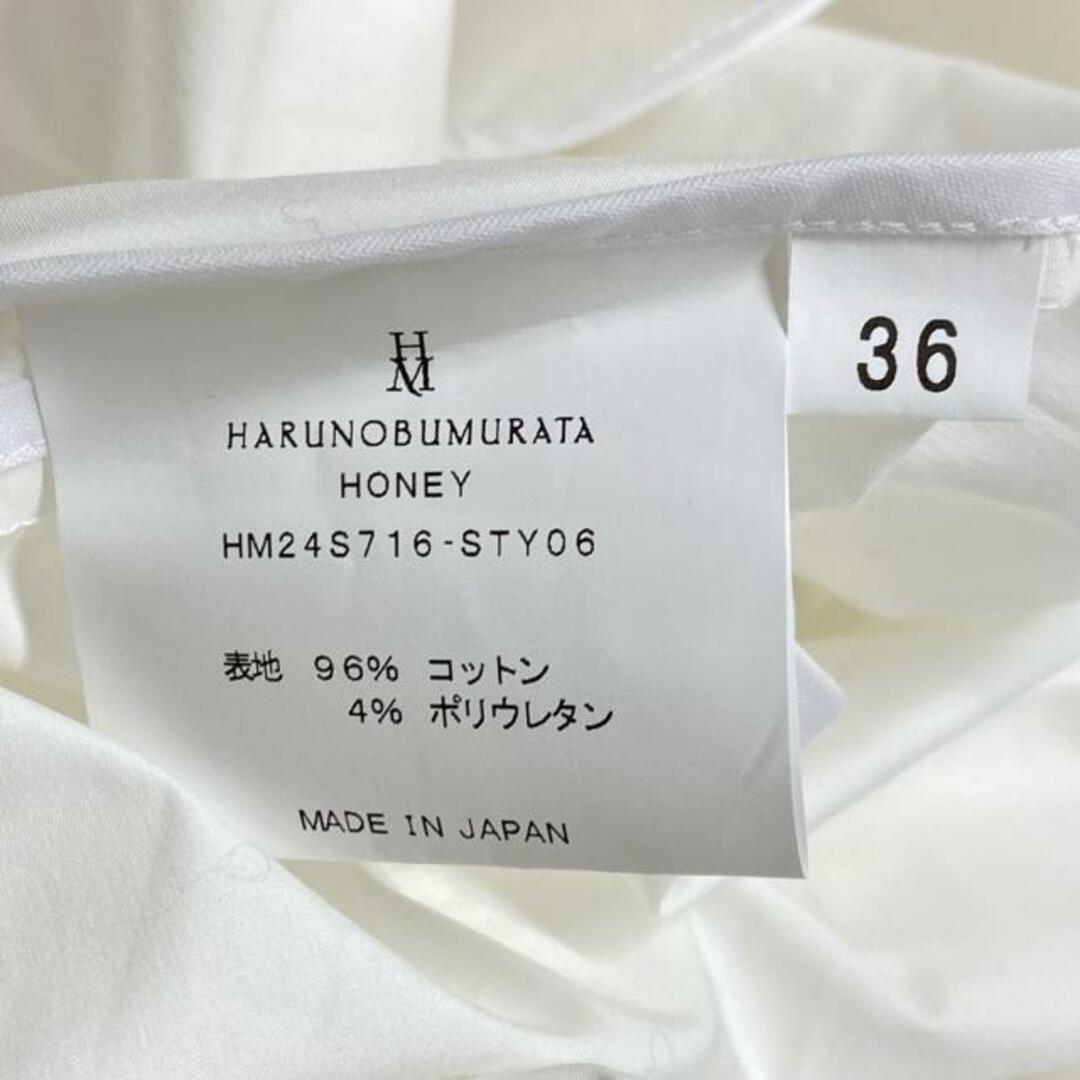 HM
HARUNOBUMURATA
HONEY
HM24S716-STY06
表地 96% コットン
4% ポリウレタン
MADE IN JAPAN
36